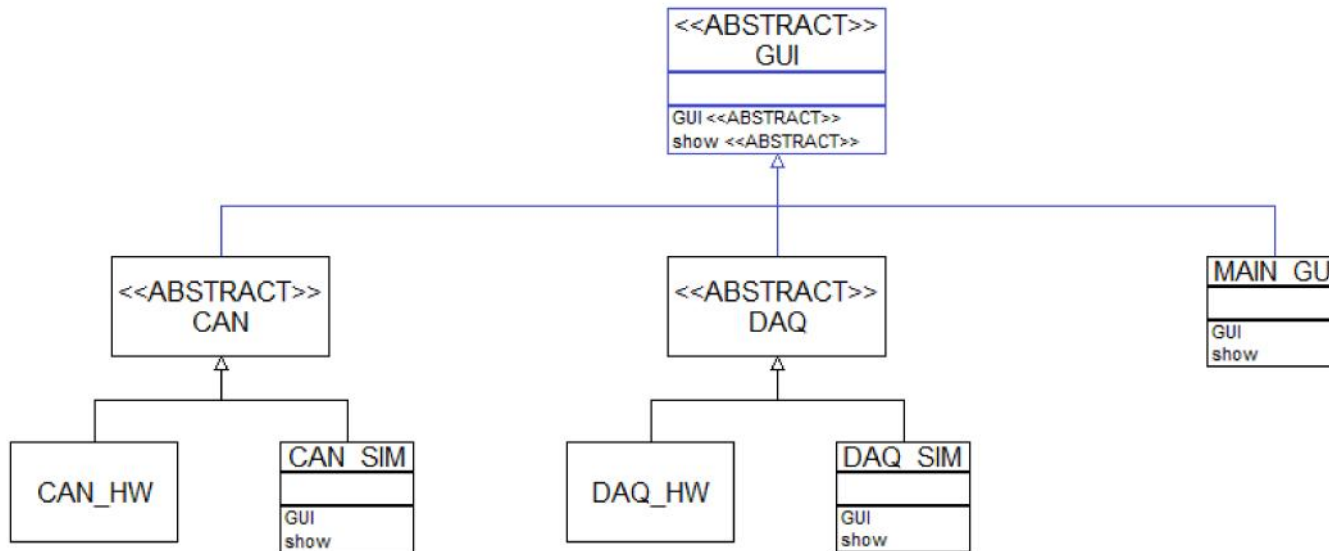 <<ABSTRACT>>
GUI
GUI <<ABSTRACT>>
show <<ABSTRACT>>
<<ABSTRACT>>
CAN
<<ABSTRACT>>
DAQ
MAIN_GU
GUI
show
CAN_HW
CAN_SIM
GUI
show
DAQ_HW
DAQ_SIM
GUI
show